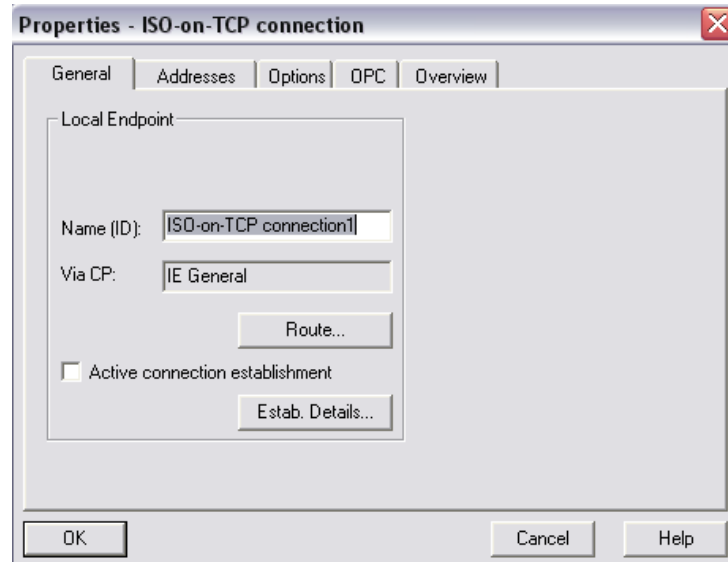 Properties - ISO-on-TCP connection
General Addresses Options OPC Overview
Local Endpoint
Name (ID): ISO-on-TCP connection1
Via CP: IE General
Route...
Active connection establishment
Estab. Details...
OK Cancel Help